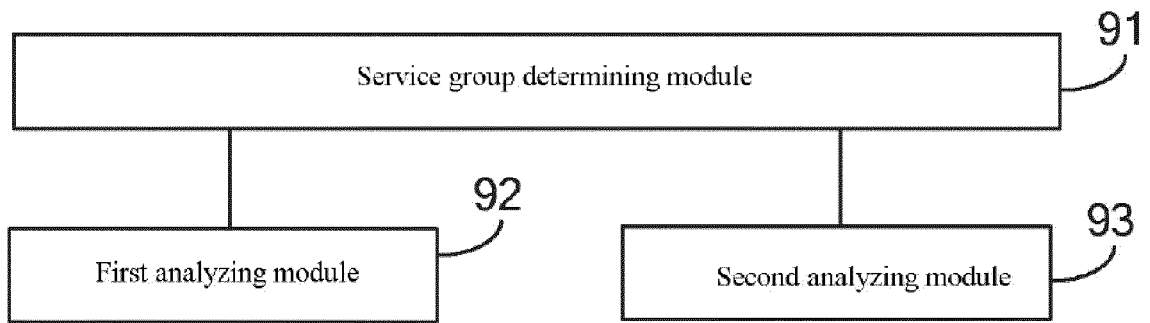 91
Service group determining module
92
First analyzing module
93
Second analyzing module